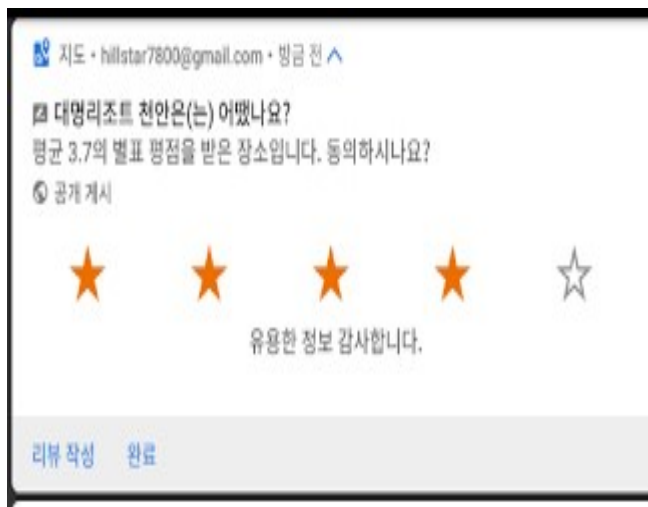 지도 • hillstar7800@gmail.com • 방금 전
대명리조트 천안은(는) 어땠나요?
평균 3.7의 별표 평점을 받은 장소입니다. 동의하시나요?
공개 게시
유용한 정보 감사합니다.
리뷰 작성 완료